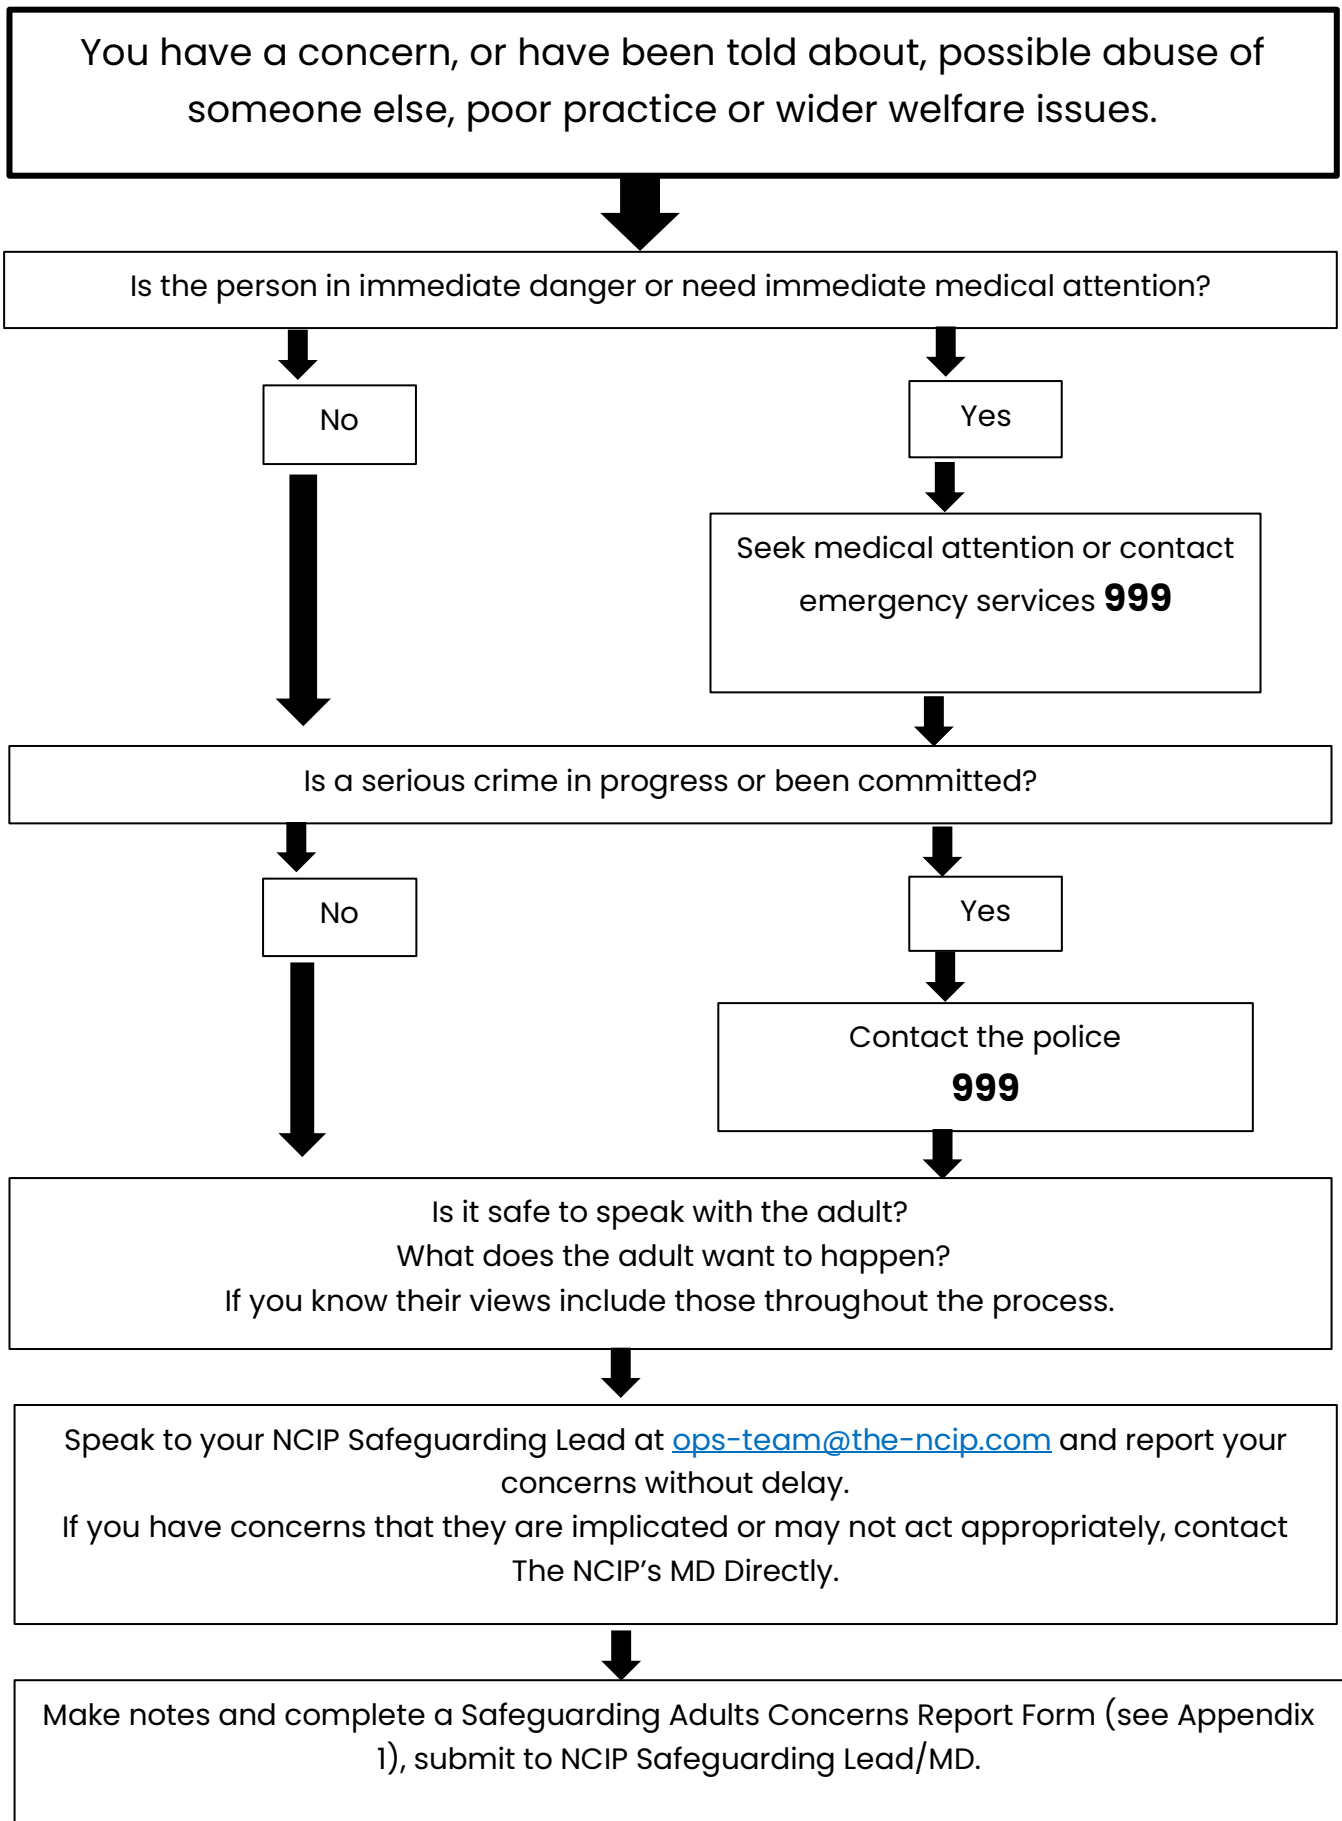 You have a concern, or have been told about, possible abuse of
someone else, poor practice or wider welfare issues.
Is the person in immediate danger or need immediate medical attention?
No
Yes
Seek medical attention or contact
emergency services 999
Is a serious crime in progress or been committed?
No
Yes
Contact the police
999
Is it safe to speak with the adult?
What does the adult want to happen?
If you know their views include those throughout the process.
Speak to your NCIP Safeguarding Lead at ops-team@the-ncip.com and report your
concerns without delay.
If you have concerns that they are implicated or may not act appropriately, contact
The NCIP’s MD Directly.
Make notes and complete a Safeguarding Adults Concerns Report Form (see Appendix
1), submit to NCIP Safeguarding Lead/MD.